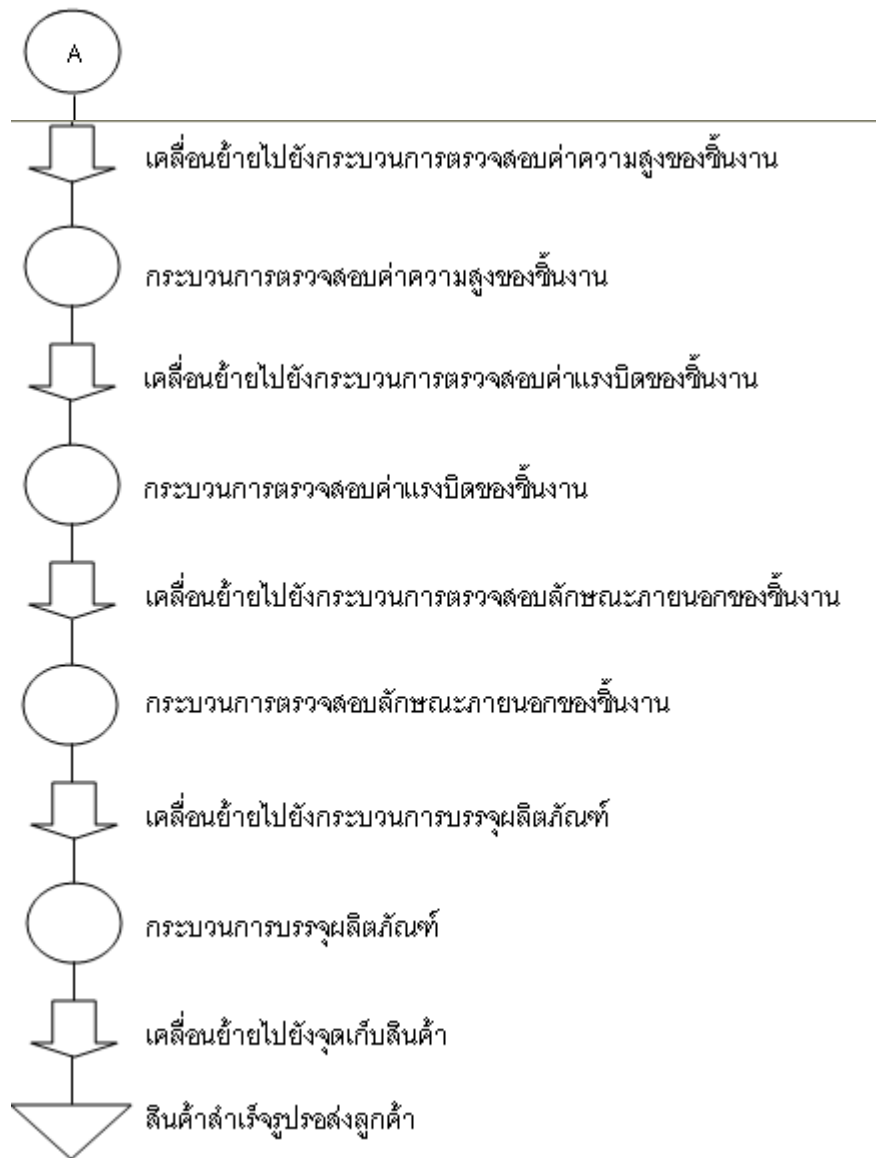 A
เคลื่อนย้ายไปยังกระบวนการตรวจสอบค่าความสูงของชิ้นงาน
กระบวนการตรวจสอบค่าความสูงของชิ้นงาน
เคลื่อนย้ายไปยังกระบวนการตรวจสอบค่าแรงบิดของชิ้นงาน
กระบวนการตรวจสอบค่าแรงบิดของชิ้นงาน
เคลื่อนย้ายไปยังกระบวนการตรวจสอบลักษณะภายนอกของชิ้นงาน
กระบวนการตรวจสอบลักษณะภายนอกของชิ้นงาน
เคลื่อนย้ายไปยังกระบวนการบรรจุผลิตภัณฑ์
กระบวนการบรรจุผลิตภัณฑ์
เคลื่อนย้ายไปยังจุดเก็บสินค้า
สินค้าสำเร็จรูปรอส่งลูกค้า